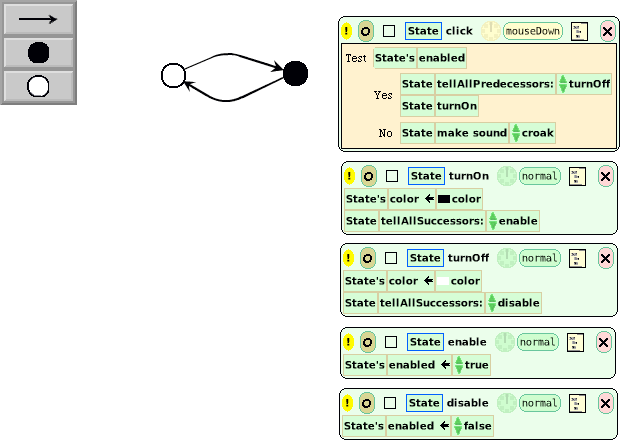 ! State click mouseDown
Test State's enabled
Yes State tellAllPredecessors: turnOff
State turnOn
No State make sound croak
! State turnOn normal
State's color ← color
State tellAllSuccessors: enable
! State turnOff normal
State's color ← color
State tellAllSuccessors: disable
! State enable normal
State's enabled ← true
! State disable normal
State's enabled ← false